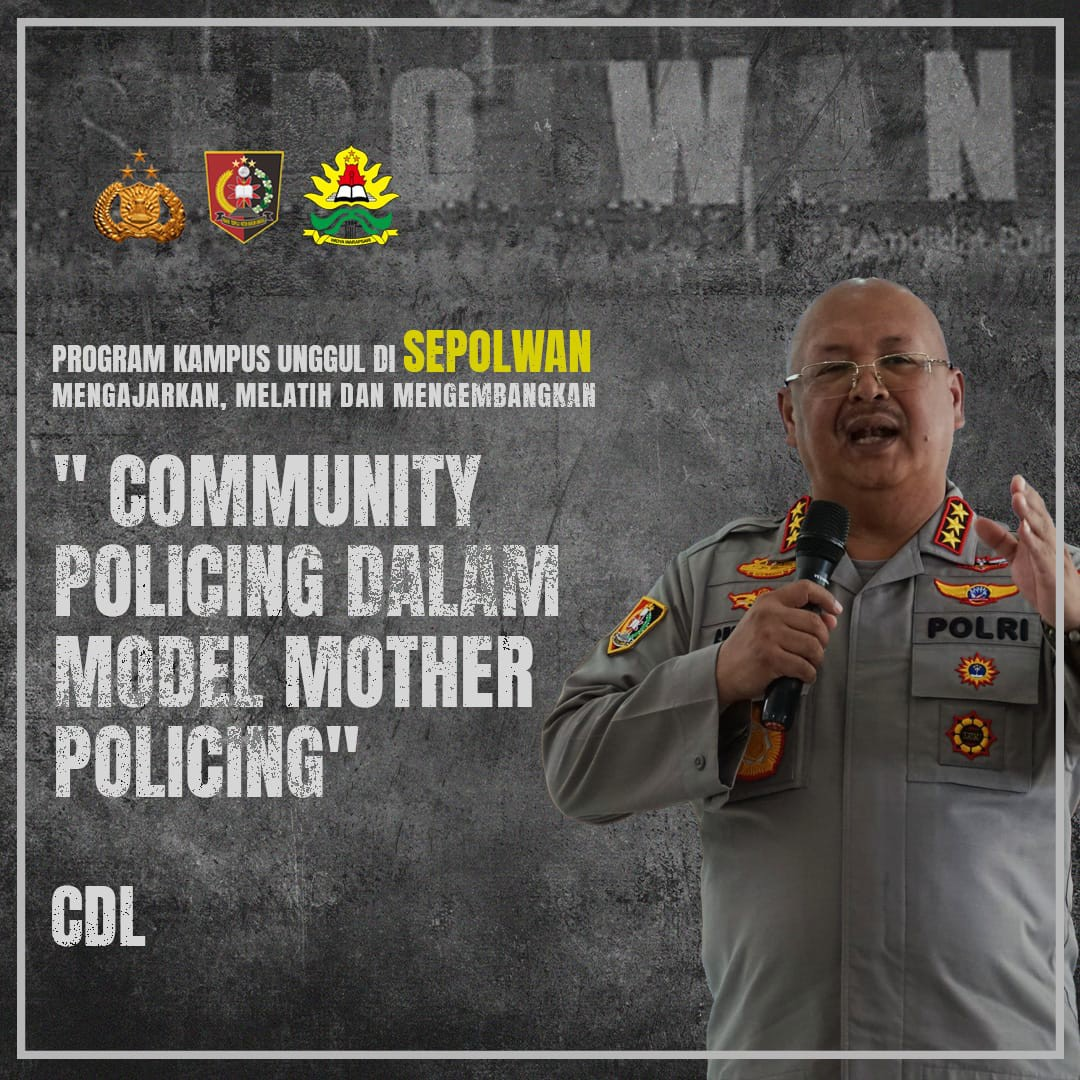 PROGRAM KAMPUS UNGGUL DI SEPOLWAN
MENGAJARKAN, MELATIH DAN MENGEMBANGKAN
" COMMUNITY
POLICING DALAM
MODEL MOTHER
POLICING"
CDL
POLRI